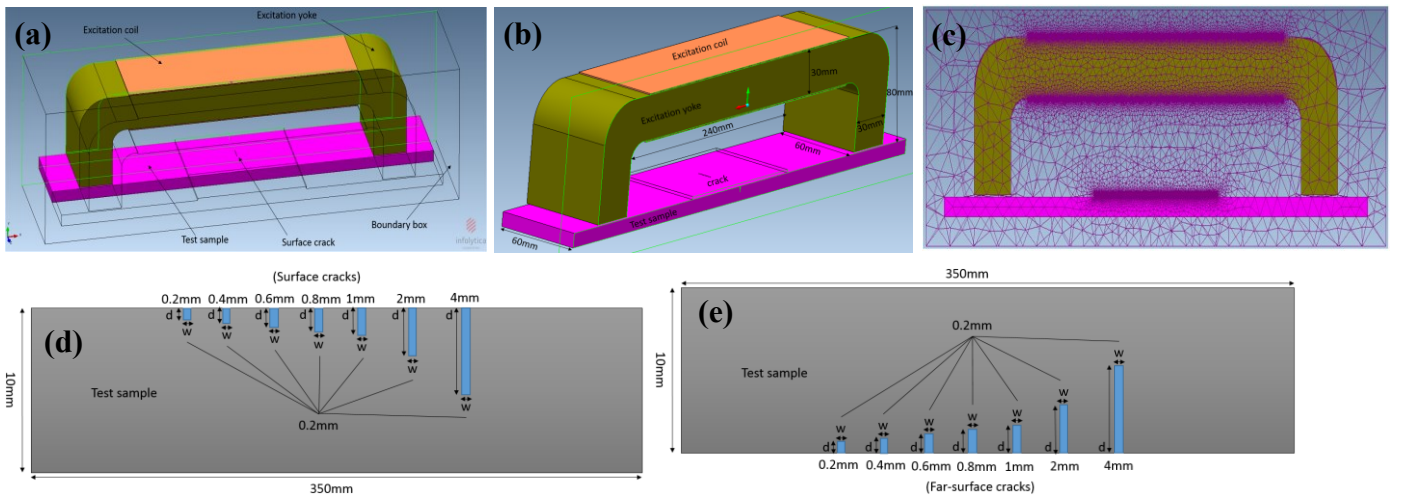 (a)
Excitation coil
Excitation yoke
Test sample
Surface crack
Boundary box
infolytica
(b)
Excitation coil
Excitation yoke
30mm
80mm
240mm
30mm
60mm
crack
Test sample
60mm
(c)
(Surface cracks)
0.2mm 0.4mm 0.6mm 0.8mm 1mm 2mm 4mm
d d d d d d d
w w w w w w w
(d)
10mm
Test sample
0.2mm
350mm
350mm
(e)
0.2mm
10mm
Test sample
w w w w w w w
d d d d d d d
0.2mm 0.4mm 0.6mm 0.8mm 1mm 2mm 4mm
(Far-surface cracks)